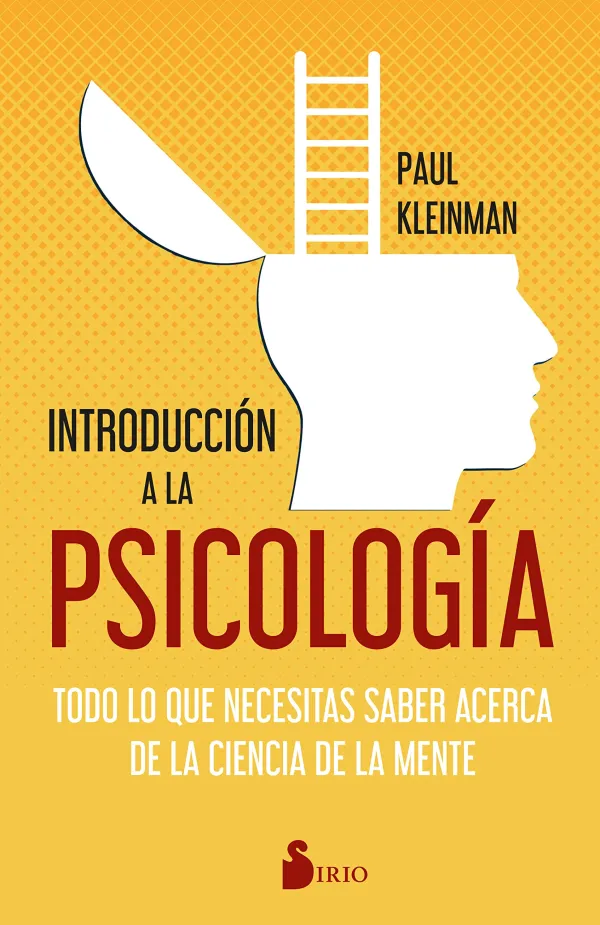 PAUL
KLEINMAN
INTRODUCCIÓN
A LA
PSICOLOGÍA
TODO LO QUE NECESITAS SABER ACERCA
DE LA CIENCIA DE LA MENTE
SIRIO